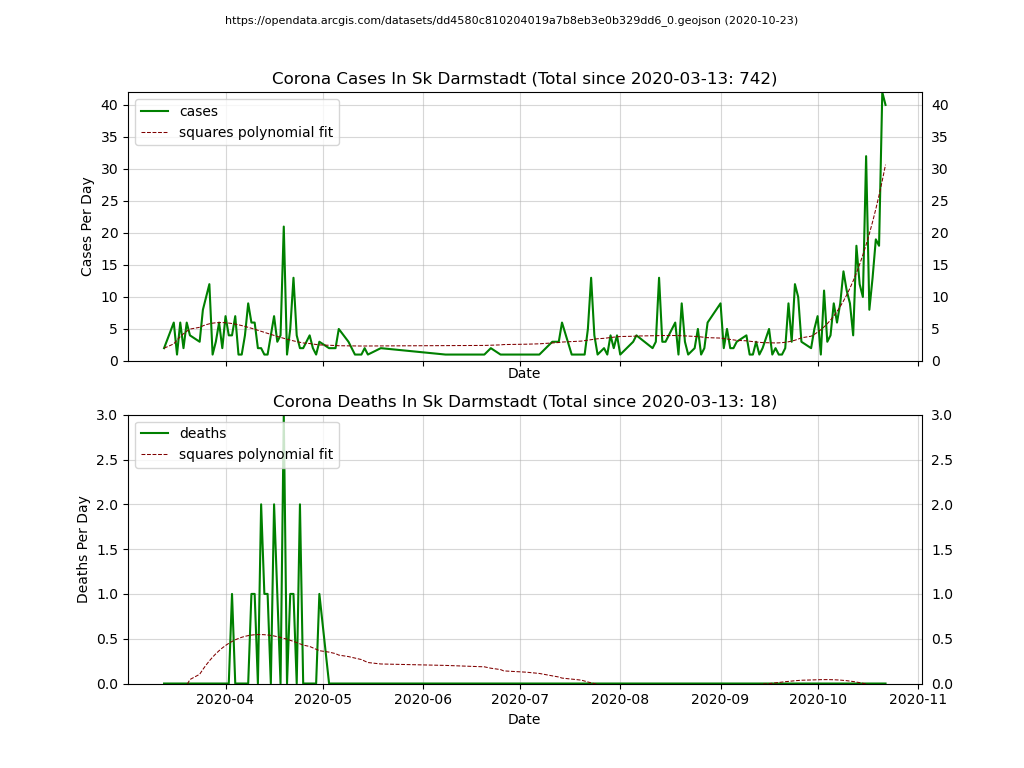 https://opendata.arcgis.com/datasets/dd4580c810204019a7b8eb3e0b329dd6_0.geojson (2020-10-23)
Corona Cases In Sk Darmstadt (Total since 2020-03-13: 742)
cases
squares polynomial fit
Cases Per Day
40 40
35 35
30 30
25 25
20 20
15 15
10 10
5 5
0 0
Date
Corona Deaths In Sk Darmstadt (Total since 2020-03-13: 18)
deaths
squares polynomial fit
Deaths Per Day
3.0 3.0
2.5 2.5
2.0 2.0
1.5 1.5
1.0 1.0
0.5 0.5
0.0 0.0
2020-04 2020-05 2020-06 2020-07 2020-08 2020-09 2020-10 2020-11
Date